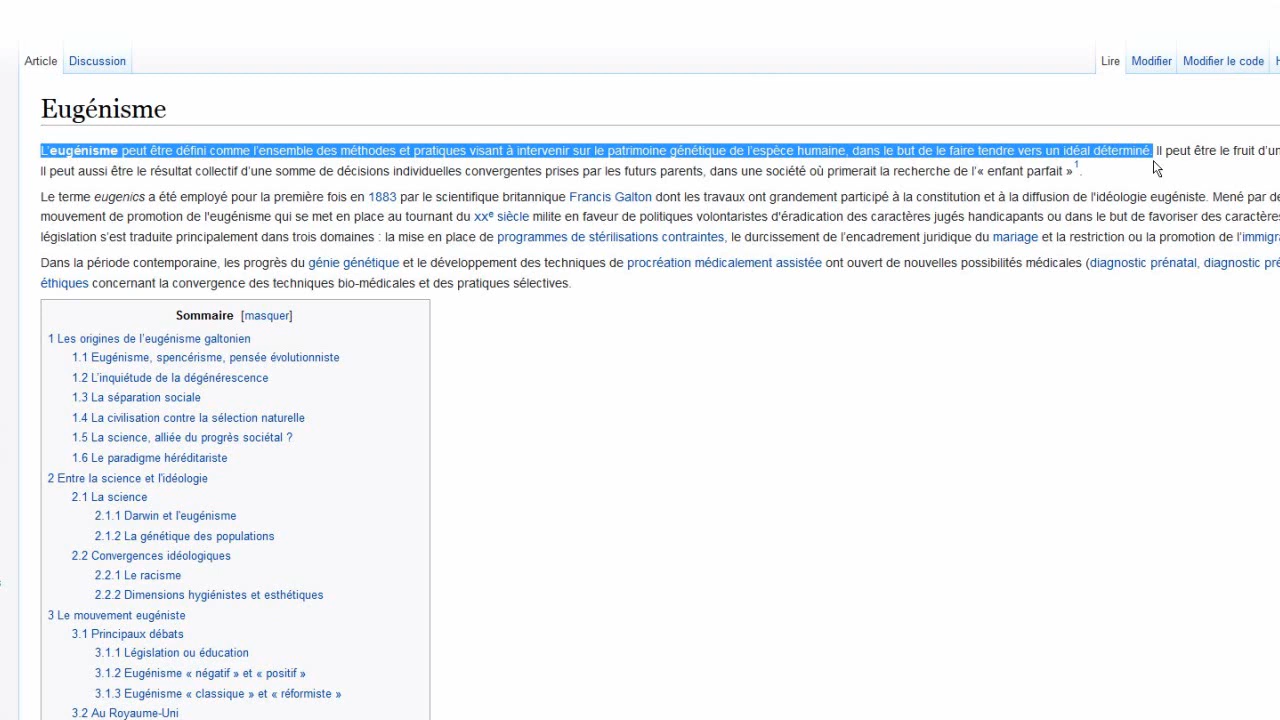 Article Discussion Lire Modifier Modifier le code
Eugénisme
L'eugénisme peut être défini comme l'ensemble des méthodes et pratiques visant à intervenir sur le patrimoine génétique de l'espèce humaine, dans le but de le faire tendre vers un idéal déterminé. Il peut être le fruit d'un
Il peut aussi être le résultat collectif d'une somme de décisions individuelles convergentes prises par les futurs parents, dans une société où primerait la recherche de l'« enfant parfait » 1.
Le terme eugenics a été employé pour la première fois en 1883 par le scientifique britannique Francis Galton dont les travaux ont grandement participé à la constitution et à la diffusion de l'idéologie eugéniste. Mené par de
mouvement de promotion de l'eugénisme qui se met en place au tournant du XXe siècle milite en faveur de politiques volontaristes d'éradication des caractères jugés handicapants ou dans le but de favoriser des caractère
législation s'est traduite principalement dans trois domaines : la mise en place de programmes de stérilisations contraintes, le durcissement de l'encadrement juridique du mariage et la restriction ou la promotion de l'immigra
Dans la période contemporaine, les progrès du génie génétique et le développement des techniques de procréation médicalement assistée ont ouvert de nouvelles possibilités médicales (diagnostic prénatal, diagnostic pré
éthiques concernant la convergence des techniques bio-médicales et des pratiques sélectives.
Sommaire [masquer]
1 Les origines de l'eugénisme galtonien
1.1 Eugénisme, spencérisme, pensée évolutionniste
1.2 L'inquiétude de la dégénérescence
1.3 La séparation sociale
1.4 La civilisation contre la sélection naturelle
1.5 La science, alliée du progrès sociétal ?
1.6 Le paradigme héréditariste
2 Entre la science et l'idéologie
2.1 La science
2.1.1 Darwin et l'eugénisme
2.1.2 La génétique des populations
2.2 Convergences idéologiques
2.2.1 Le racisme
2.2.2 Dimensions hygiénistes et esthétiques
3 Le mouvement eugéniste
3.1 Principaux débats
3.1.1 Législation ou éducation
3.1.2 Eugénisme « négatif » et « positif »
3.1.3 Eugénisme « classique » et « réformiste »
3.2 Au Royaume-Uni